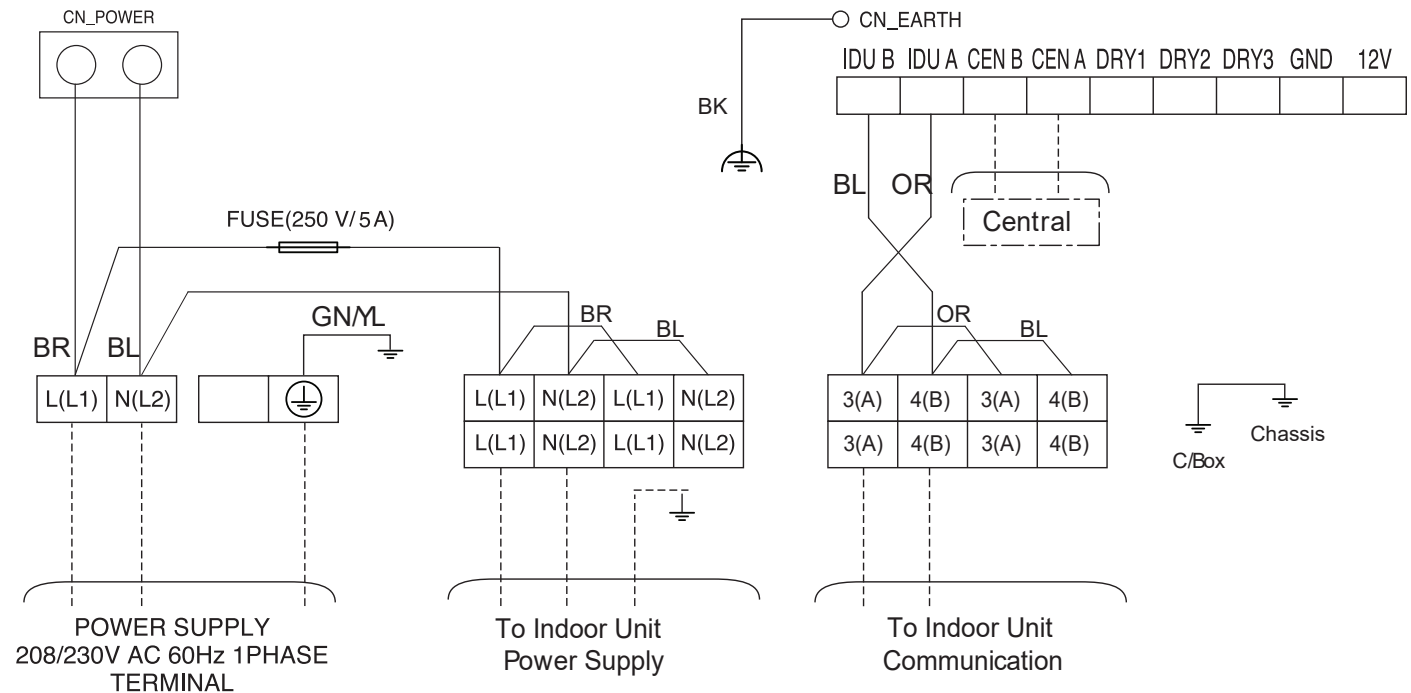 CN_POWER
CN_EARTH
IDU B IDU A CEN B CEN A DRY1 DRY2 DRY3 GND 12V
BK
BL OR
Central
FUSE(250 V/5A)
GN/YL
BR BL
BR
BL
OR
BL
L(L1) N(L2)
L(L1) N(L2) L(L1) N(L2)
L(L1) N(L2) L(L1) N(L2)
3(A) 4(B) 3(A) 4(B)
3(A) 4(B) 3(A) 4(B)
C/Box
Chassis
POWER SUPPLY
208/230V AC 60Hz 1PHASE
TERMINAL
To Indoor Unit
Power Supply
To Indoor Unit
Communication